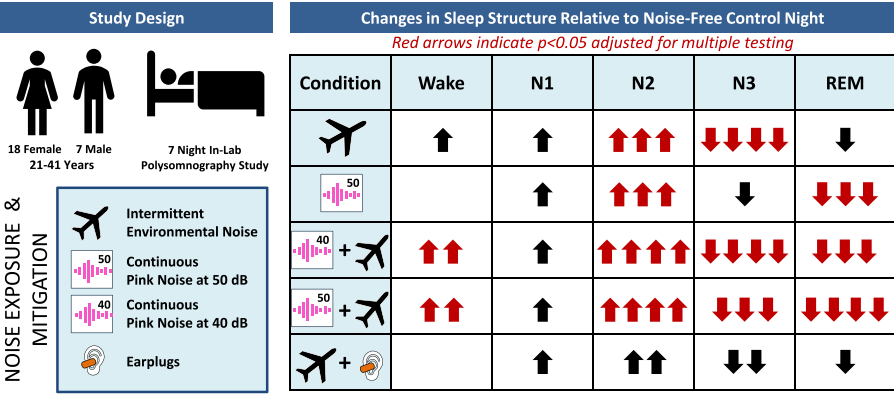 Study Design
18 Female 7 Male
21-41 Years
7 Night In-Lab
Polysomnography Study
NOISE EXPOSURE &
MITIGATION
Intermittent
Environmental Noise
50
Continuous
Pink Noise at 50 dB
40
Continuous
Pink Noise at 40 dB
Earplugs
Changes in Sleep Structure Relative to Noise-Free Control Night
Red arrows indicate p<0.05 adjusted for multiple testing
Condition Wake N1 N2 N3 REM
50
40 +
50 +
+